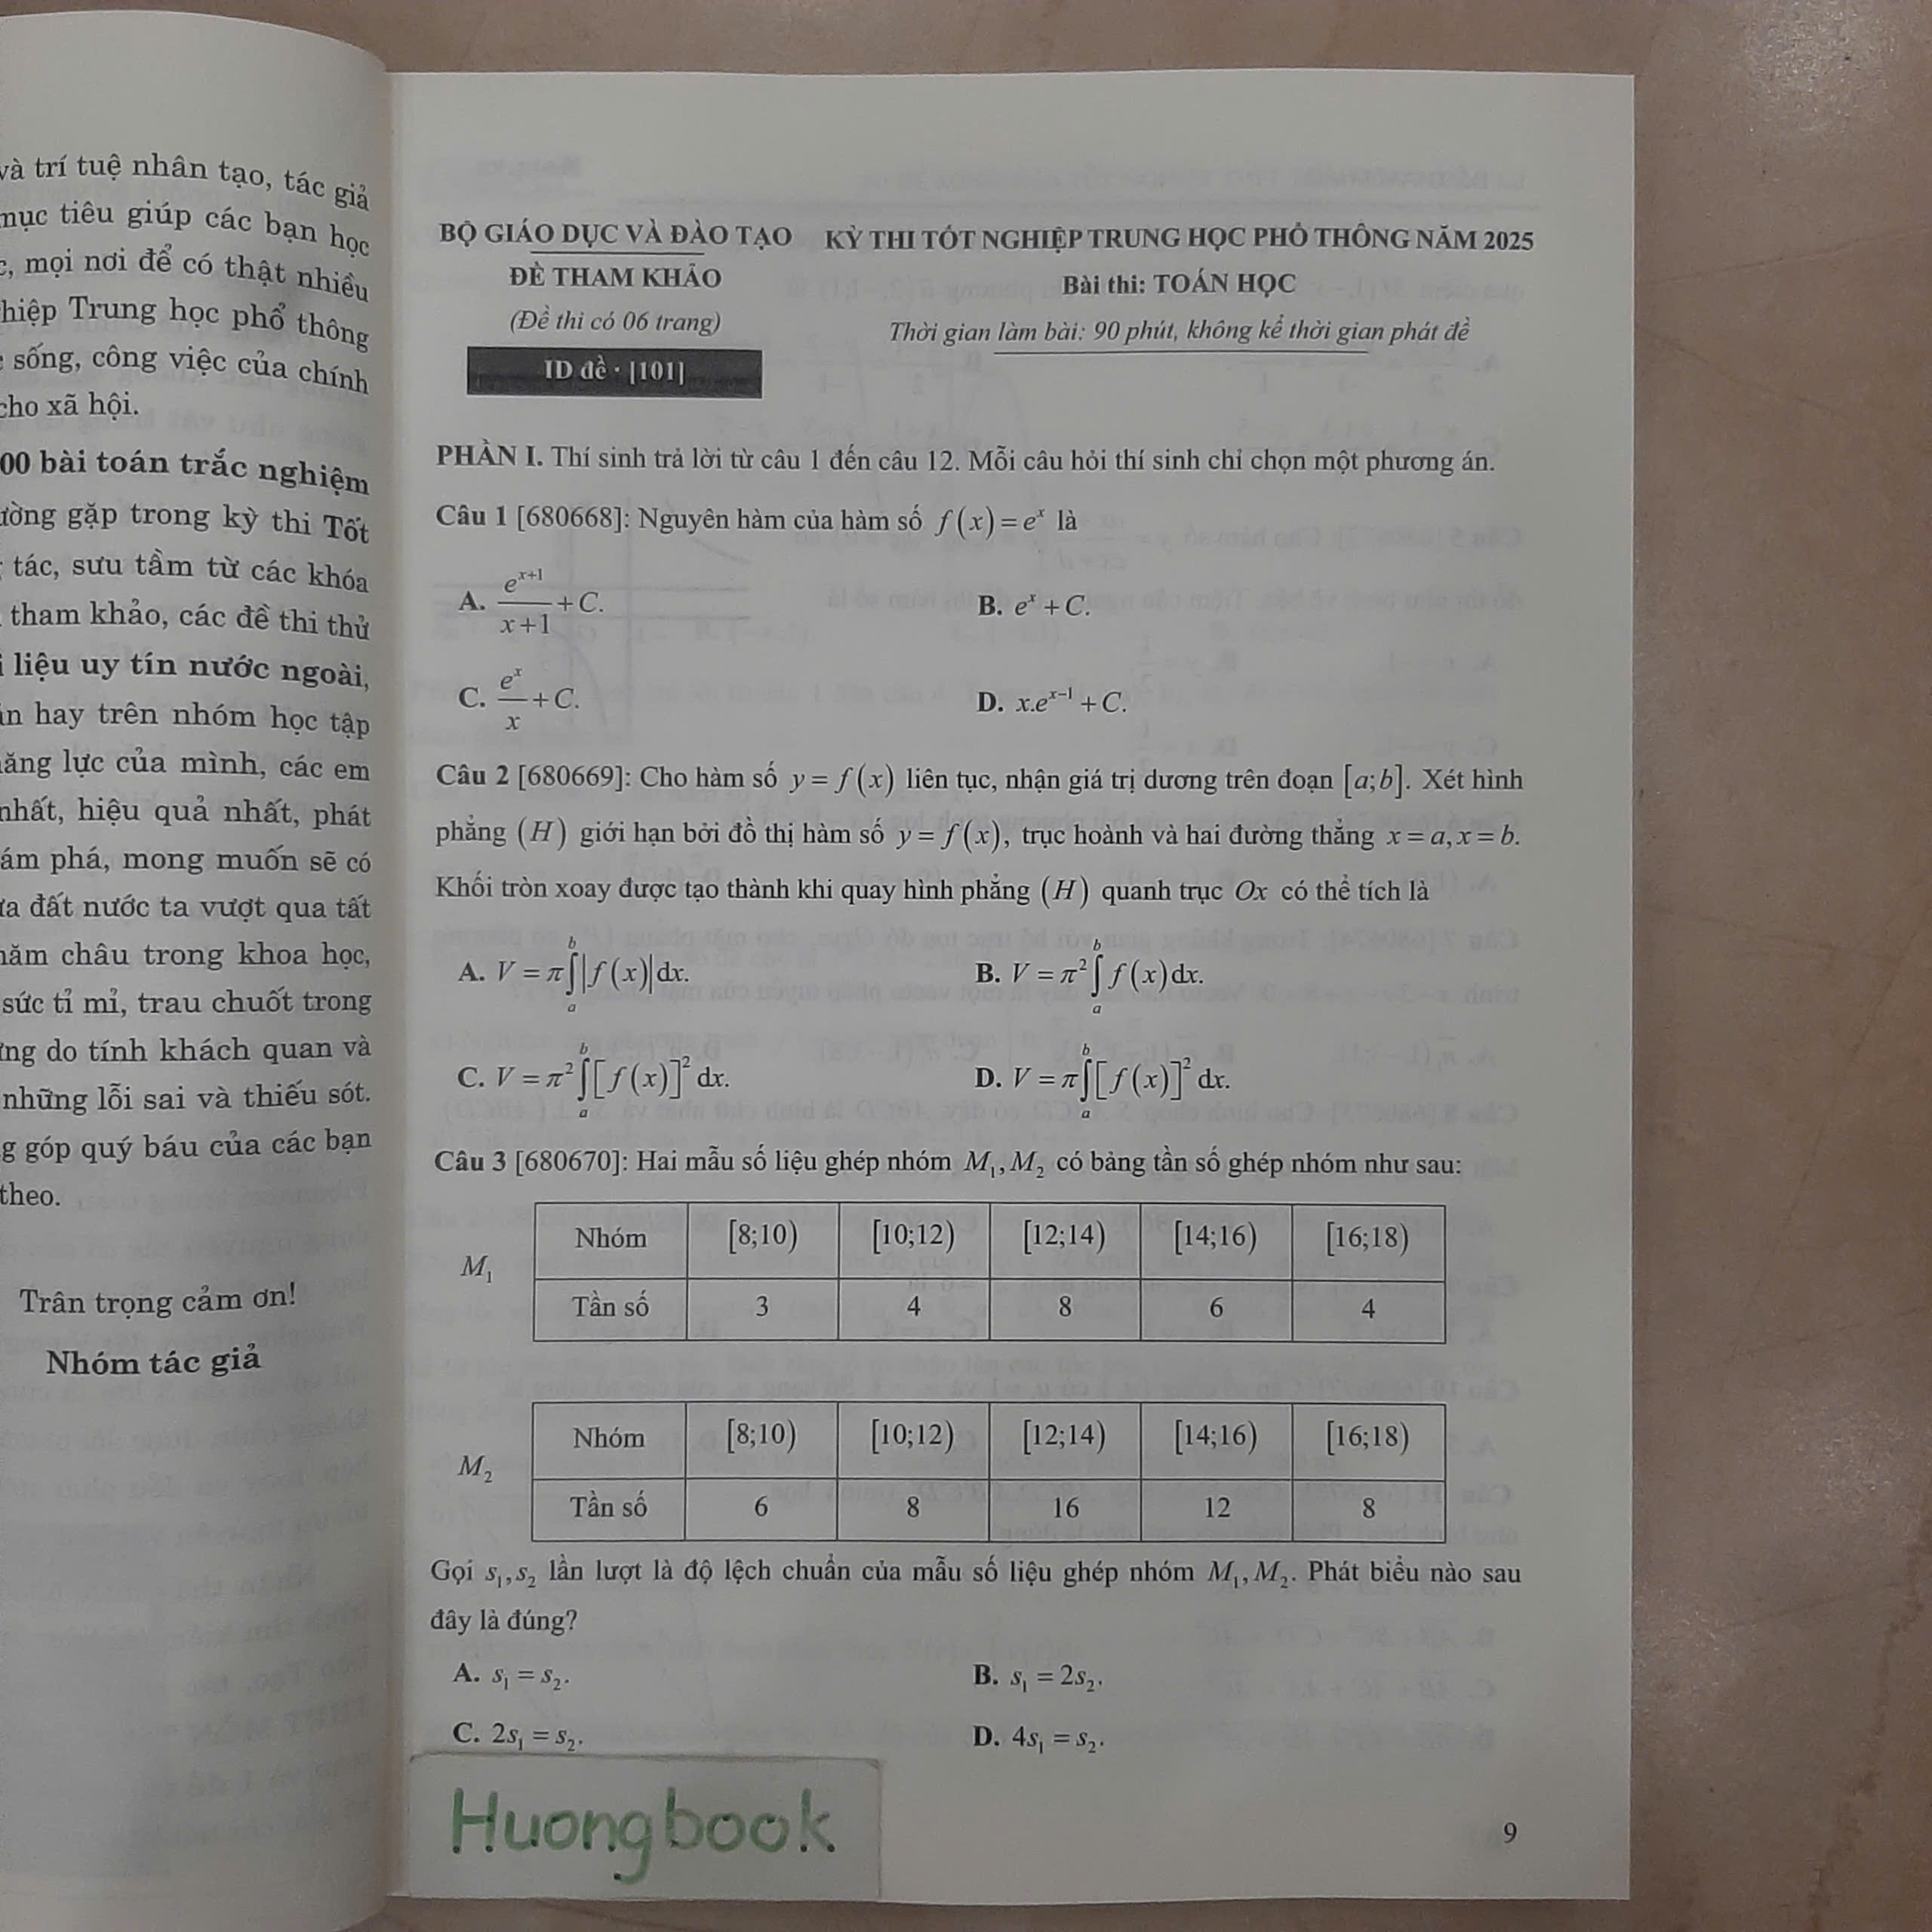 và trí tuệ nhân tạo, tác giả
mục tiêu giúp các bạn học
mọi nơi để có thật nhiều
hiệp Trung học phổ thông
sống, công việc của chính
cho xã hội.
00 bài toán trắc nghiệm
ường gặp trong kỳ thi Tốt
tác, sưu tầm từ các khóa
tham khảo, các đề thi thử
liệu uy tín nước ngoài,
hay trên nhóm học tập
năng lực của mình, các em
nhất, hiệu quả nhất, phát
ám phá, mong muốn sẽ có
đất nước ta vượt qua tất
năm châu trong khoa học,
sức tỉ mỉ, trau chuốt trong
do tính khách quan và
những lỗi sai và thiếu sót.
góp quý báu của các bạn
theo.
Trân trọng cảm ơn!
Nhóm tác giả
BỘ GIÁO DỤC VÀ ĐÀO TẠO
ĐỀ THAM KHẢO
(Đề thi có 06 trang)
ID đề · [101]
KỲ THI TỐT NGHIỆP TRUNG HỌC PHỔ THÔNG NĂM 2025
Bài thi: TOÁN HỌC
Thời gian làm bài: 90 phút, không kể thời gian phát đề
PHẦN I. Thí sinh trả lời từ câu 1 đến câu 12. Mỗi câu hỏi thí sinh chỉ chọn một phương án.
Câu 1 [680668]: Nguyên hàm của hàm số f(x) = e^x là
A. e^(x+1)/(x+1) + C. B. e^x + C.
C. e^x/x + C. D. x.e^(x−1) + C.
Câu 2 [680669]: Cho hàm số y = f(x) liên tục, nhận giá trị dương trên đoạn [a;b]. Xét hình
phẳng (H) giới hạn bởi đồ thị hàm số y = f(x), trục hoành và hai đường thẳng x = a, x = b.
Khối tròn xoay được tạo thành khi quay hình phẳng (H) quanh trục Ox có thể tích là
A. V = π∫_a^b |f(x)|dx. B. V = π²∫_a^b f(x)dx.
C. V = π²∫_a^b [f(x)]² dx. D. V = π∫_a^b [f(x)]² dx.
Câu 3 [680670]: Hai mẫu số liệu ghép nhóm M₁, M₂ có bảng tần số ghép nhóm như sau:
M₁
Nhóm [8;10) [10;12) [12;14) [14;16) [16;18)
Tần số 3 4 8 6 4
M₂
Nhóm [8;10) [10;12) [12;14) [14;16) [16;18)
Tần số 6 8 16 12 8
Gọi s₁, s₂ lần lượt là độ lệch chuẩn của mẫu số liệu ghép nhóm M₁, M₂. Phát biểu nào sau
đây là đúng?
A. s₁ = s₂. B. s₁ = 2s₂.
C. 2s₁ = s₂. D. 4s₁ = s₂.
Huongbook
9